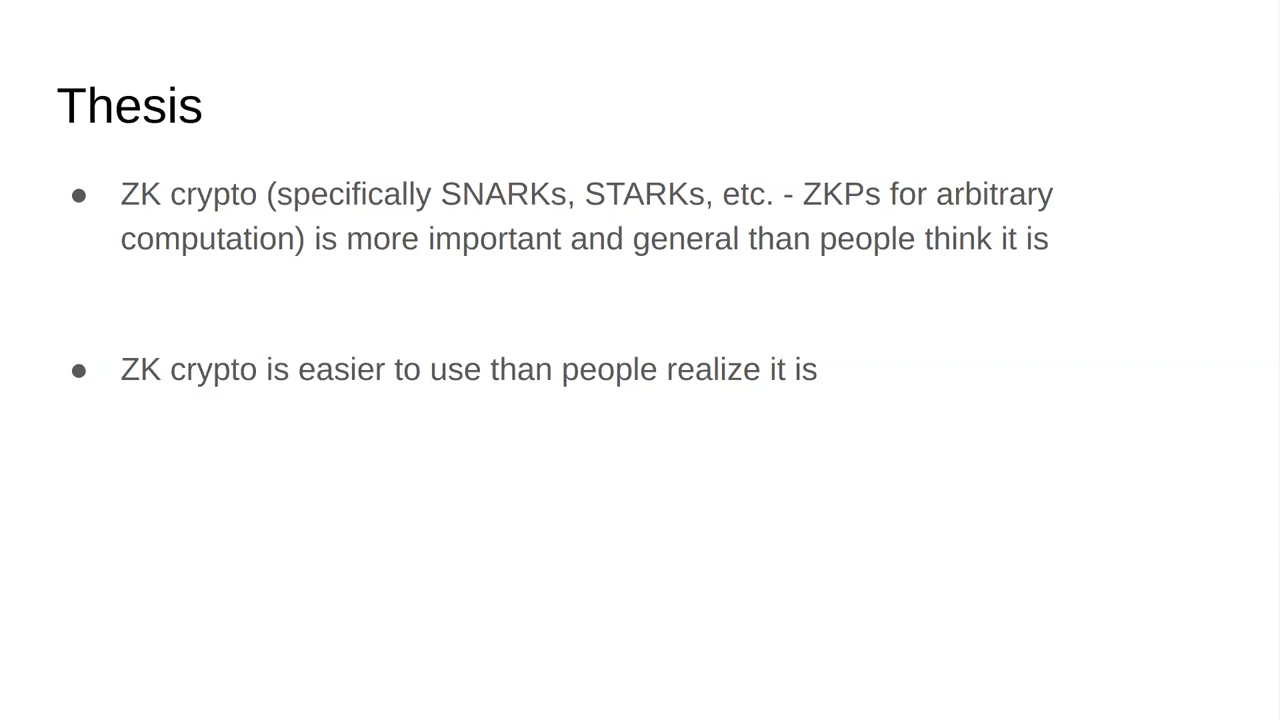 Thesis
● ZK crypto (specifically SNARKs, STARKs, etc. - ZKPs for arbitrary
computation) is more important and general than people think it is
● ZK crypto is easier to use than people realize it is